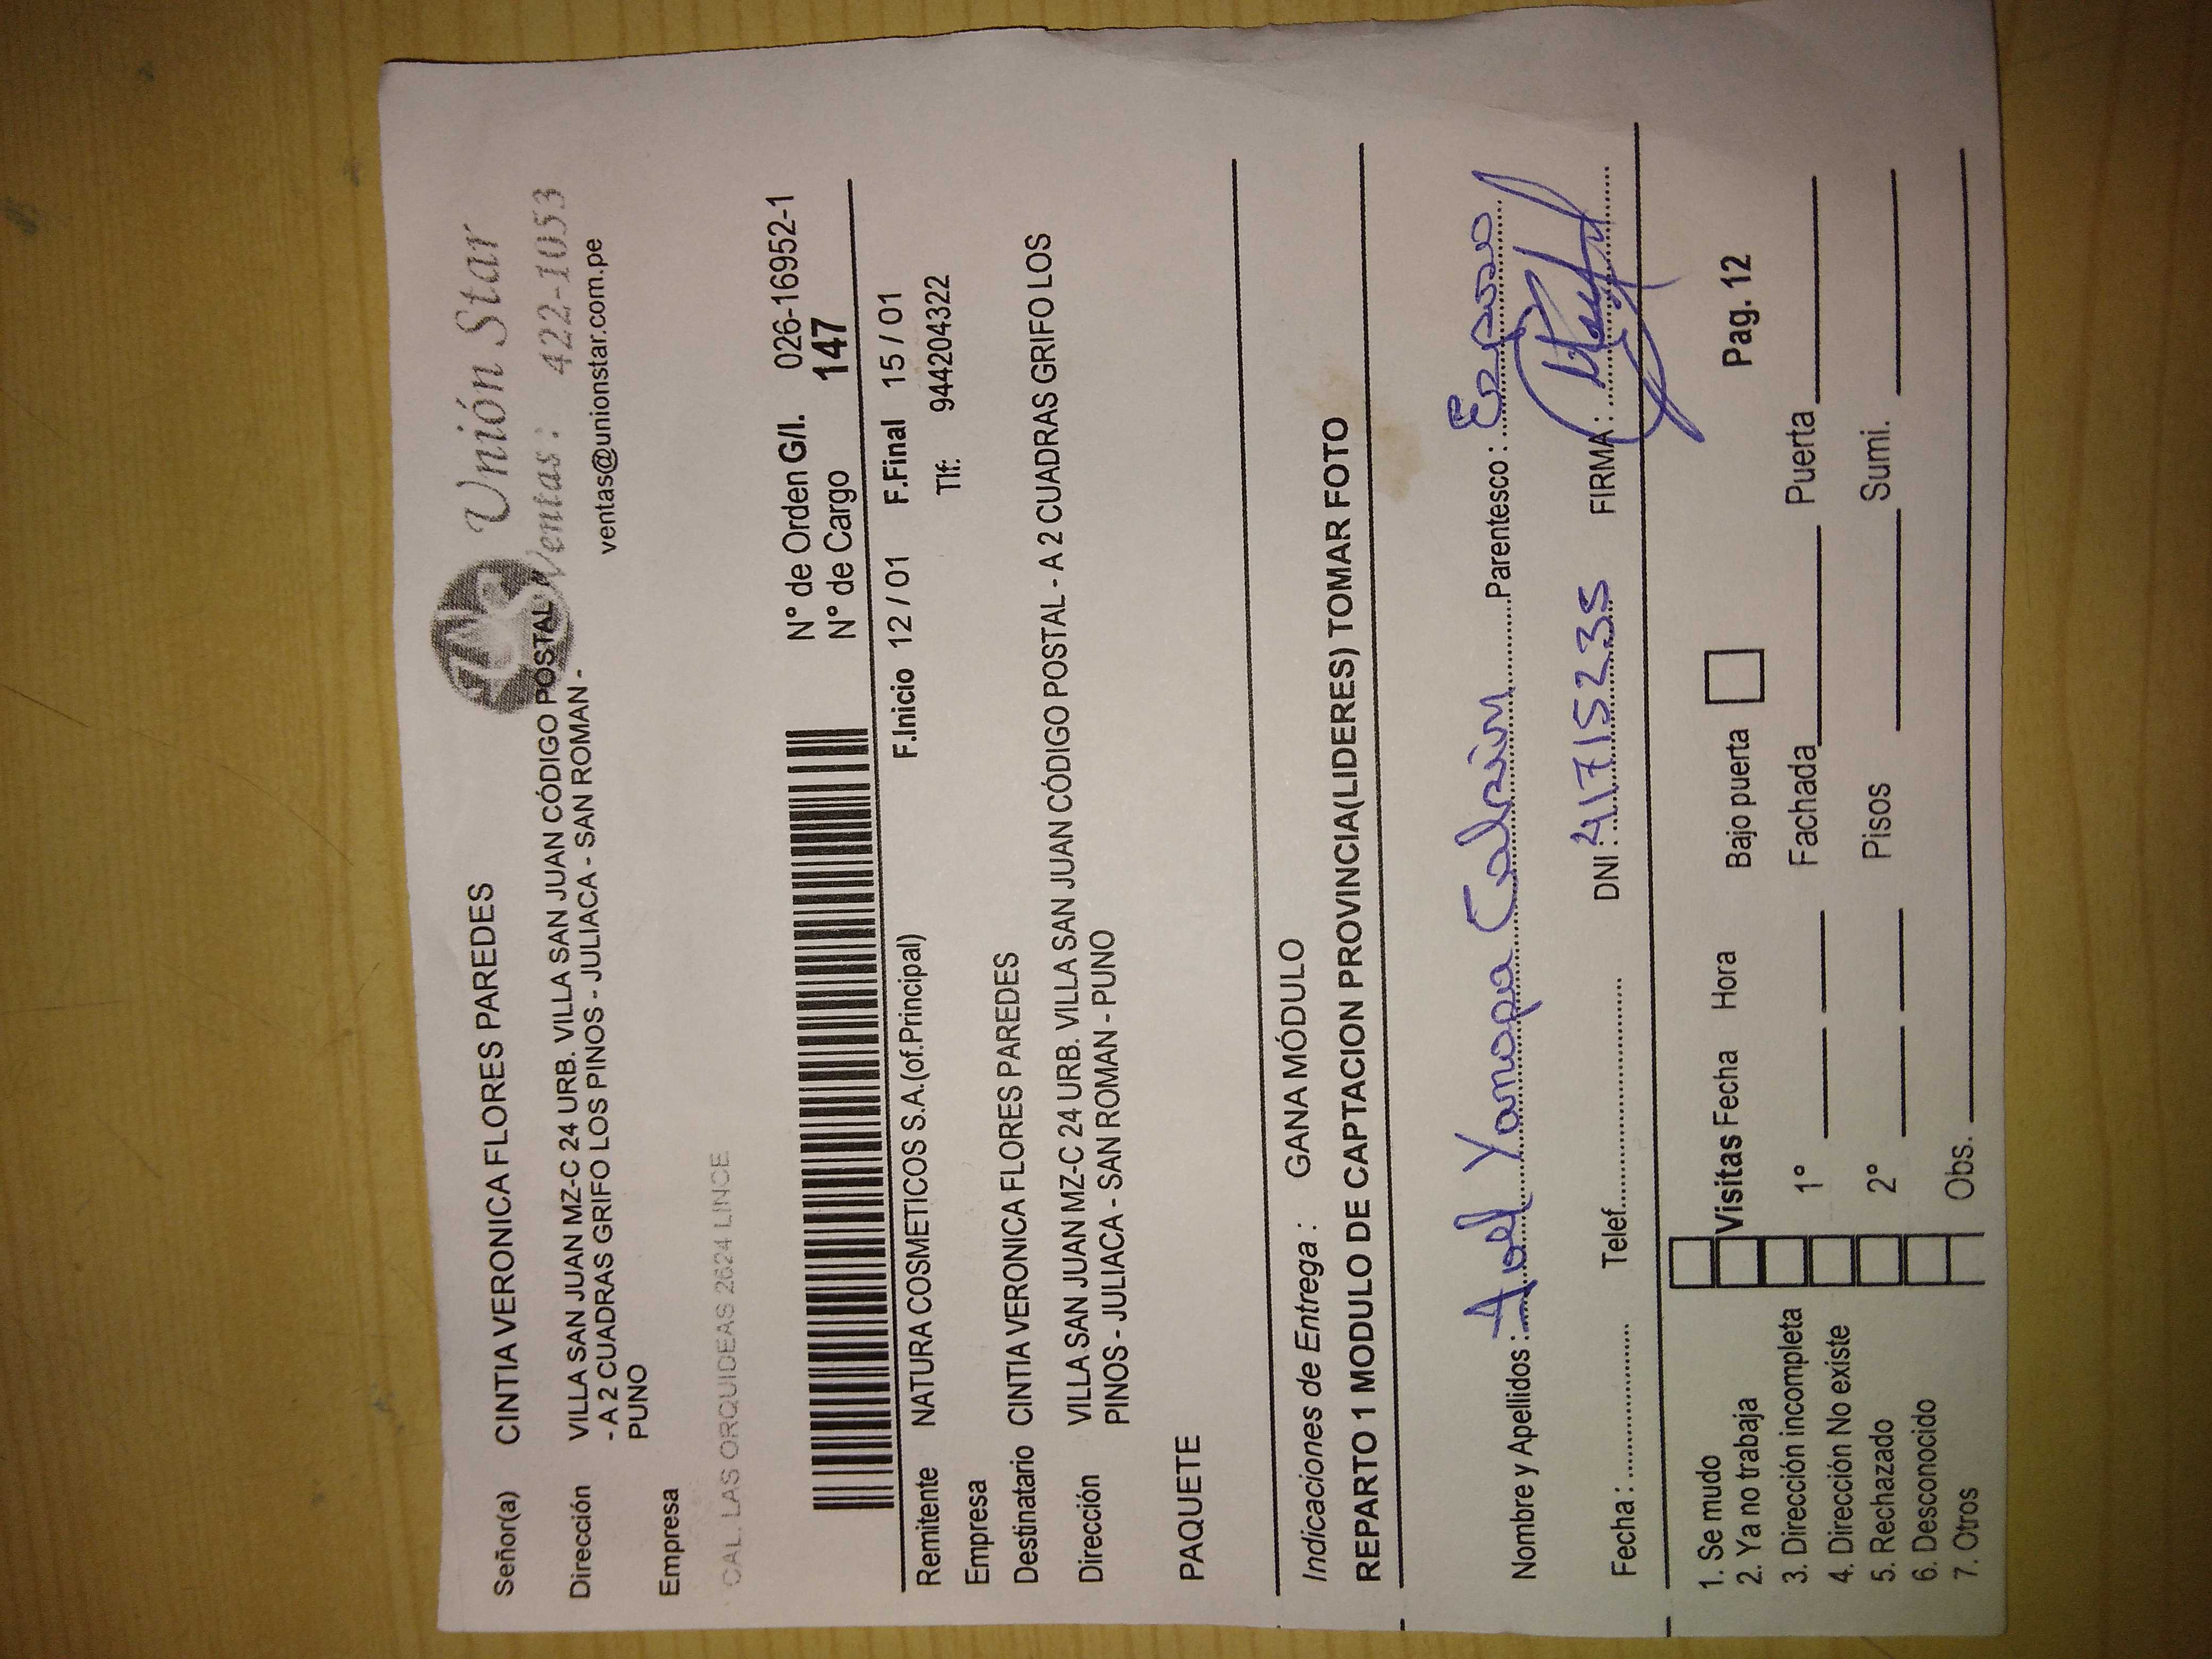 Unión Star
Ventas: 422-1053
ventas@unionstar.com.pe
Señor(a) CINTIA VERONICA FLORES PAREDES
Dirección VILLA SAN JUAN MZ-C 24 URB. VILLA SAN JUAN CÓDIGO POSTAL
- A 2 CUADRAS GRIFO LOS PINOS - JULIACA - SAN ROMAN -
PUNO
Empresa
CAL. LAS ORQUIDEAS 2624 LINCE
N° de Orden G/I. 026-16952-1
N° de Cargo 147
F.Inicio 12 / 01 F.Final 15 / 01
Remitente NATURA COSMETICOS S.A.(of.Principal)
Tlf: 944204322
Empresa
Destinatario CINTIA VERONICA FLORES PAREDES
Dirección VILLA SAN JUAN MZ-C 24 URB. VILLA SAN JUAN CÓDIGO POSTAL - A 2 CUADRAS GRIFO LOS
PINOS - JULIACA - SAN ROMAN - PUNO
PAQUETE
Indicaciones de Entrega : GANA MÓDULO
REPARTO 1 MODULO DE CAPTACION PROVINCIA(LIDERES) TOMAR FOTO
Nombre y Apellidos : Yanapa Parentesco : Esposo
Fecha : Telef. DNI : 41715235 FIRMA :
1. Se mudo
2. Ya no trabaja
3. Dirección incompleta
4. Dirección No existe
5. Rechazado
6. Desconocido
7. Otros
Visitas Fecha Hora Bajo puerta Pag. 12
1° Fachada Puerta
2° Pisos Sumi.
Obs.